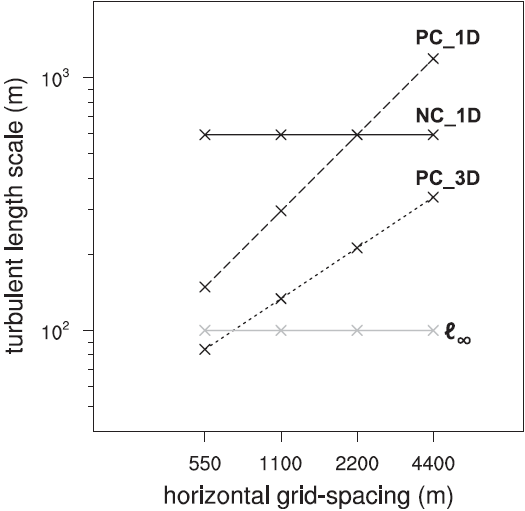 PC_1D
10³
NC_1D
PC_3D
10²
ℓ∞
turbulent length scale (m)
550 1100 2200 4400
horizontal grid-spacing (m)